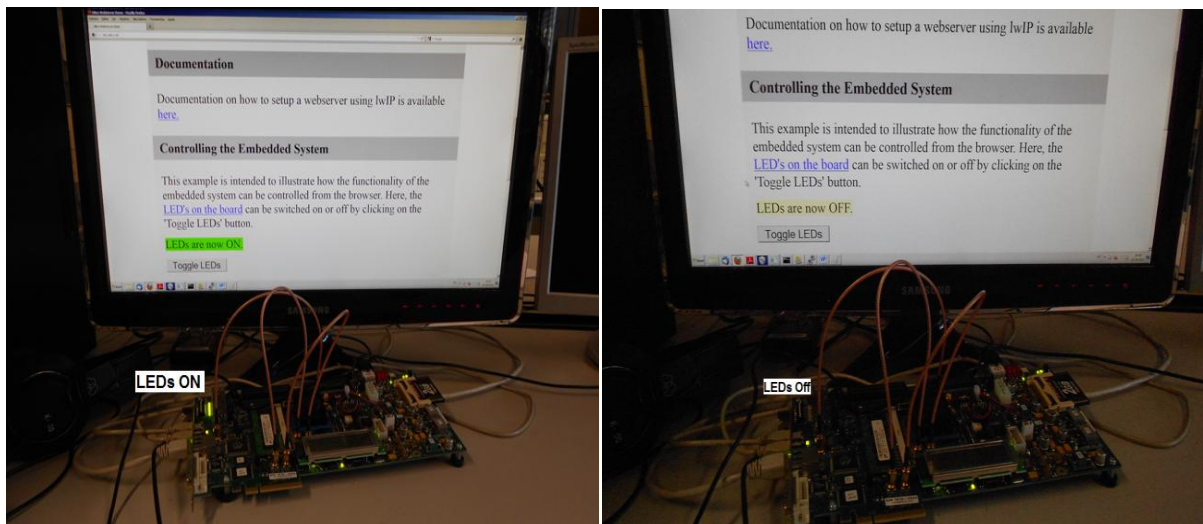 Documentation
Documentation on how to setup a webserver using lwIP is available
here.
Controlling the Embedded System
This example is intended to illustrate how the functionality of the
embedded system can be controlled from the browser. Here, the
LED's on the board can be switched on or off by clicking on the
'Toggle LEDs' button.
LEDs are now ON.
Toggle LEDs
SAMSUNG
LEDs ON
Documentation on how to setup a webserver using lwIP is available
here.
Controlling the Embedded System
This example is intended to illustrate how the functionality of the
embedded system can be controlled from the browser. Here, the
LED's on the board can be switched on or off by clicking on the
'Toggle LEDs' button.
LEDs are now OFF.
Toggle LEDs
SAMSUNG
LEDs Off